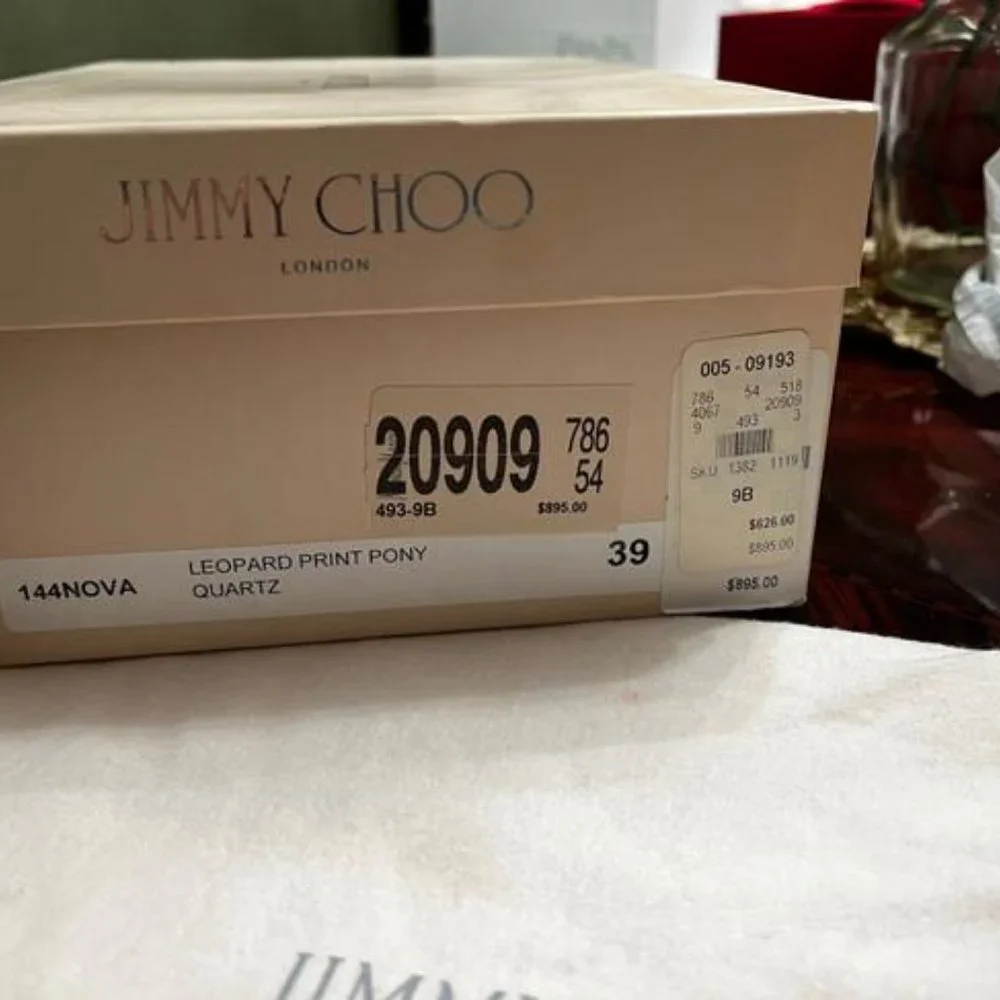 JIMMY CHOO
LONDON
20909 786
54
493-9B $895.00
144NOVA
LEOPARD PRINT PONY
QUARTZ
39
005-09193
786 54 518
4067 20909
9 493 3
SKU 1382 1119
9B
$626.00
$895.00
$895.00